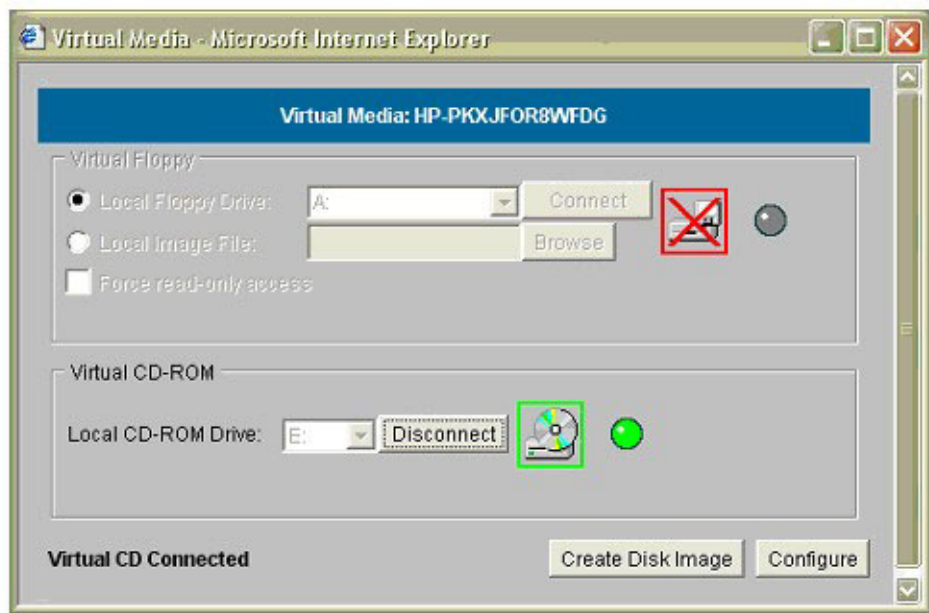 Virtual Media - Microsoft Internet Explorer
Virtual Media: HP-PKXJFOR8WFDG
Virtual Floppy
Local Floppy Drive: A: Connect
Local Image File: Browse
Force read-only access
Virtual CD-ROM
Local CD-ROM Drive: E: Disconnect
Virtual CD Connected Create Disk Image Configure